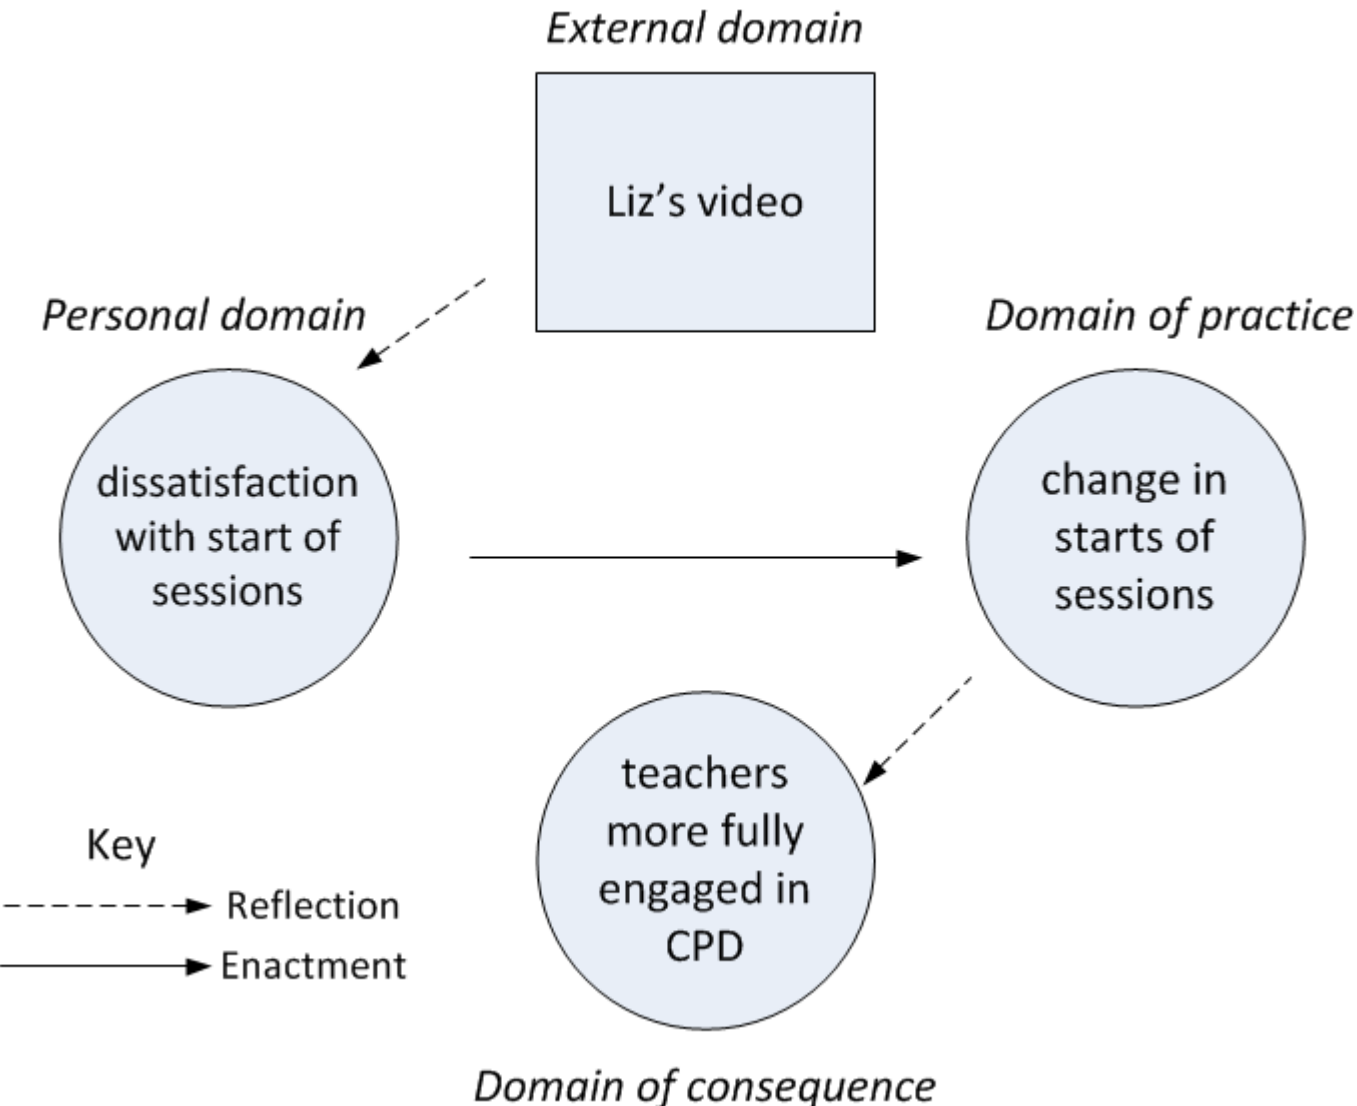 External domain
Liz’s video
Personal domain
Domain of practice
dissatisfaction
with start of
sessions
change in
starts of
sessions
teachers
more fully
engaged in
CPD
Key
Reflection
Enactment
Domain of consequence